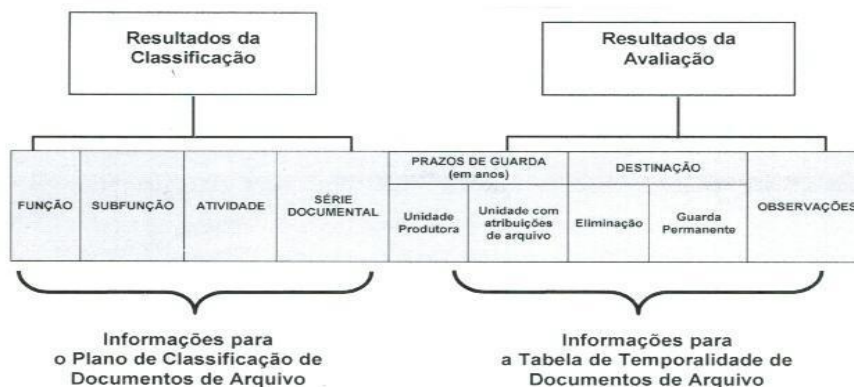 Resultados da
Classificação
Resultados da
Avaliação
FUNÇÃO
SUBFUNÇÃO
ATIVIDADE
SÉRIE
DOCUMENTAL
PRAZOS DE GUARDA
(em anos)
Unidade
Produtora
Unidade com
atribuições
de arquivo
DESTINAÇÃO
Eliminação
Guarda
Permanente
OBSERVAÇÕES
Informações para
o Plano de Classificação de
Documentos de Arquivo
Informações para
a Tabela de Temporalidade de
Documentos de Arquivo